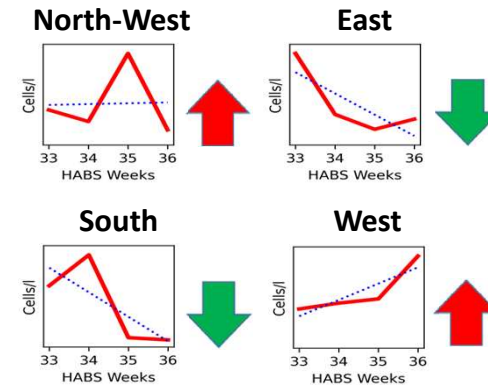 North-West
Cells/l
33 34 35 36
HABS Weeks
East
Cells/l
33 34 35 36
HABS Weeks
South
Cells/l
33 34 35 36
HABS Weeks
West
Cells/l
33 34 35 36
HABS Weeks